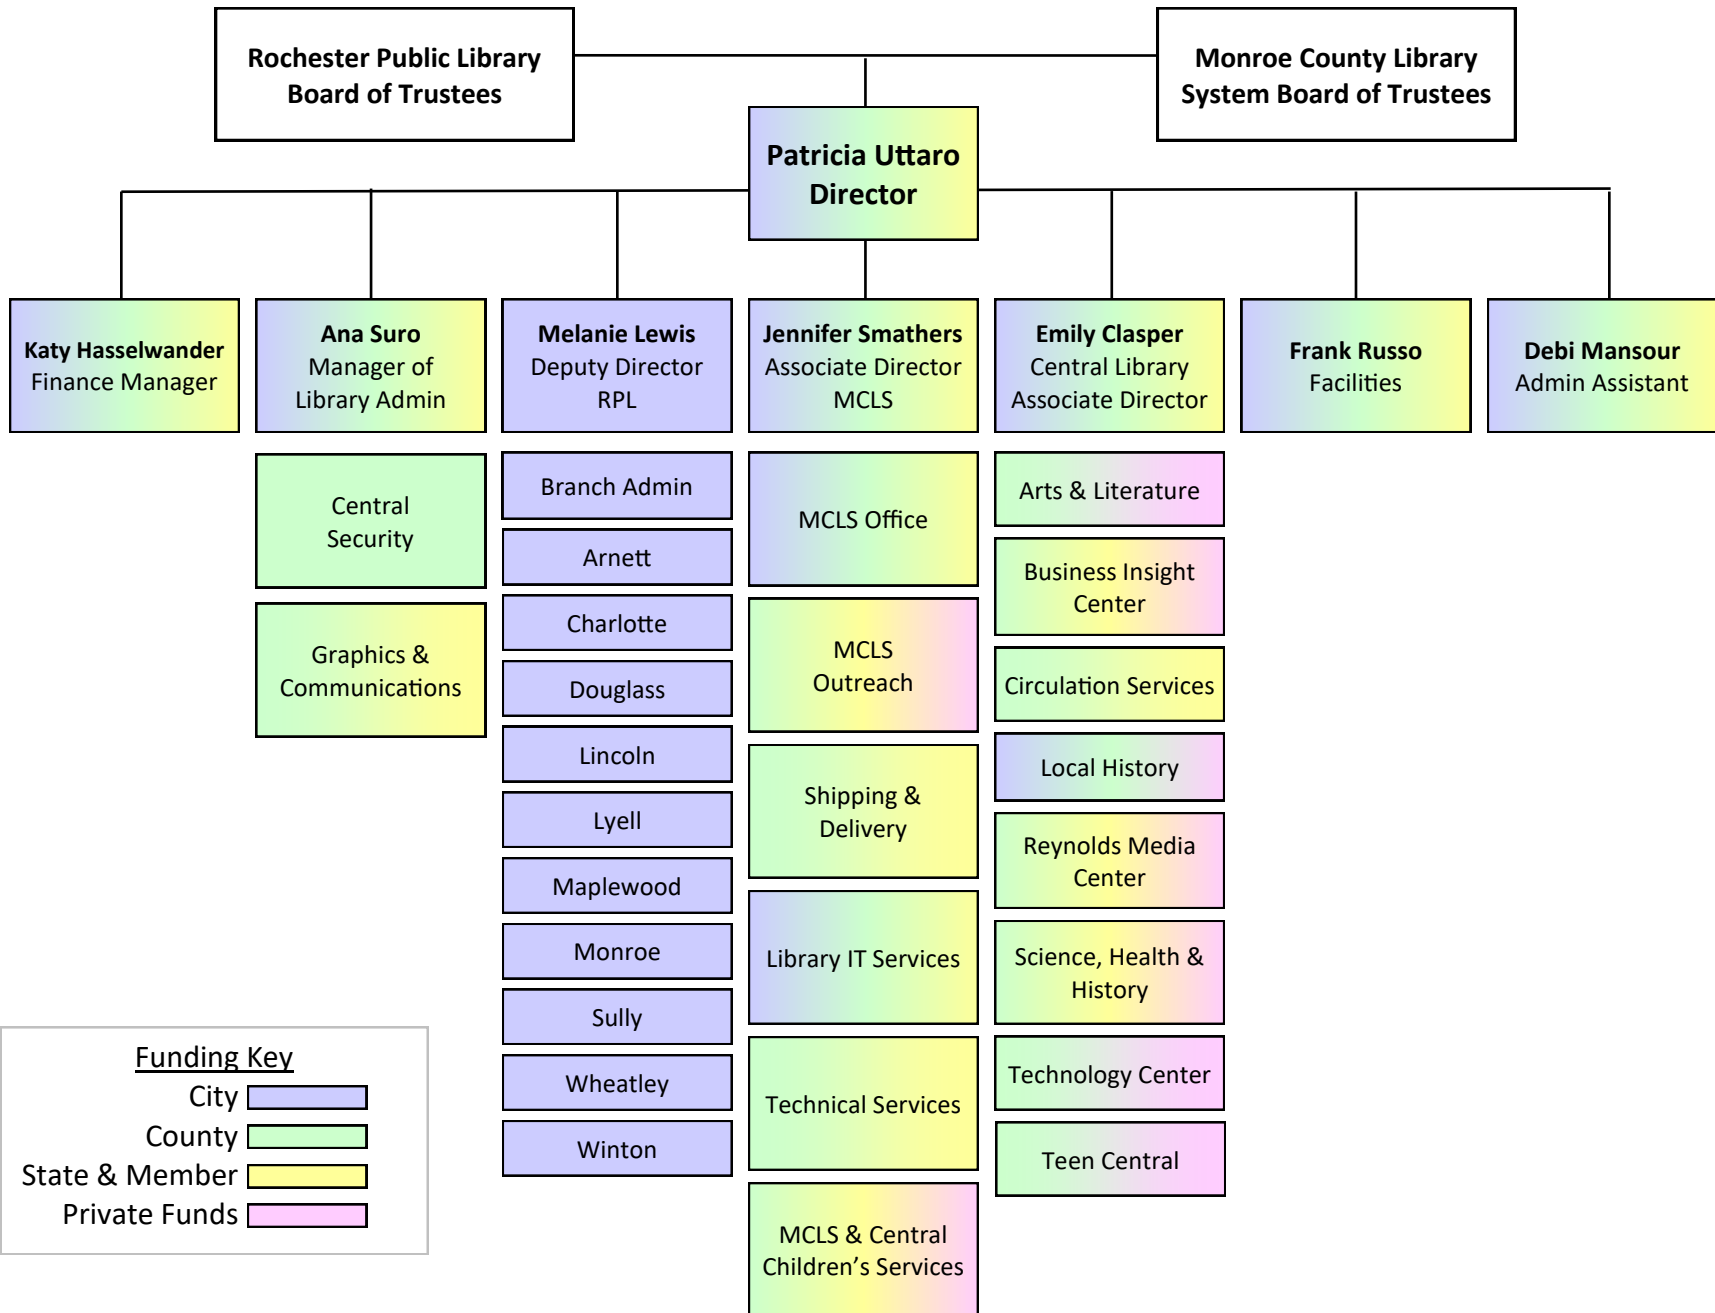 Rochester Public Library
Board of Trustees
Monroe County Library
System Board of Trustees
Patricia Uttaro
Director
Katy Hasselwander
Finance Manager
Ana Suro
Manager of
Library Admin
Melanie Lewis
Deputy Director
RPL
Jennifer Smathers
Associate Director
MCLS
Emily Clasper
Central Library
Associate Director
Frank Russo
Facilities
Debi Mansour
Admin Assistant
Central
Security
Graphics &
Communications
Branch Admin
Arnett
Charlotte
Douglass
Lincoln
Lyell
Maplewood
Monroe
Sully
Wheatley
Winton
MCLS Office
MCLS
Outreach
Shipping &
Delivery
Library IT Services
Technical Services
MCLS & Central
Children’s Services
Arts & Literature
Business Insight
Center
Circulation Services
Local History
Reynolds Media
Center
Science, Health &
History
Technology Center
Teen Central
Funding Key
City
County
State & Member
Private Funds